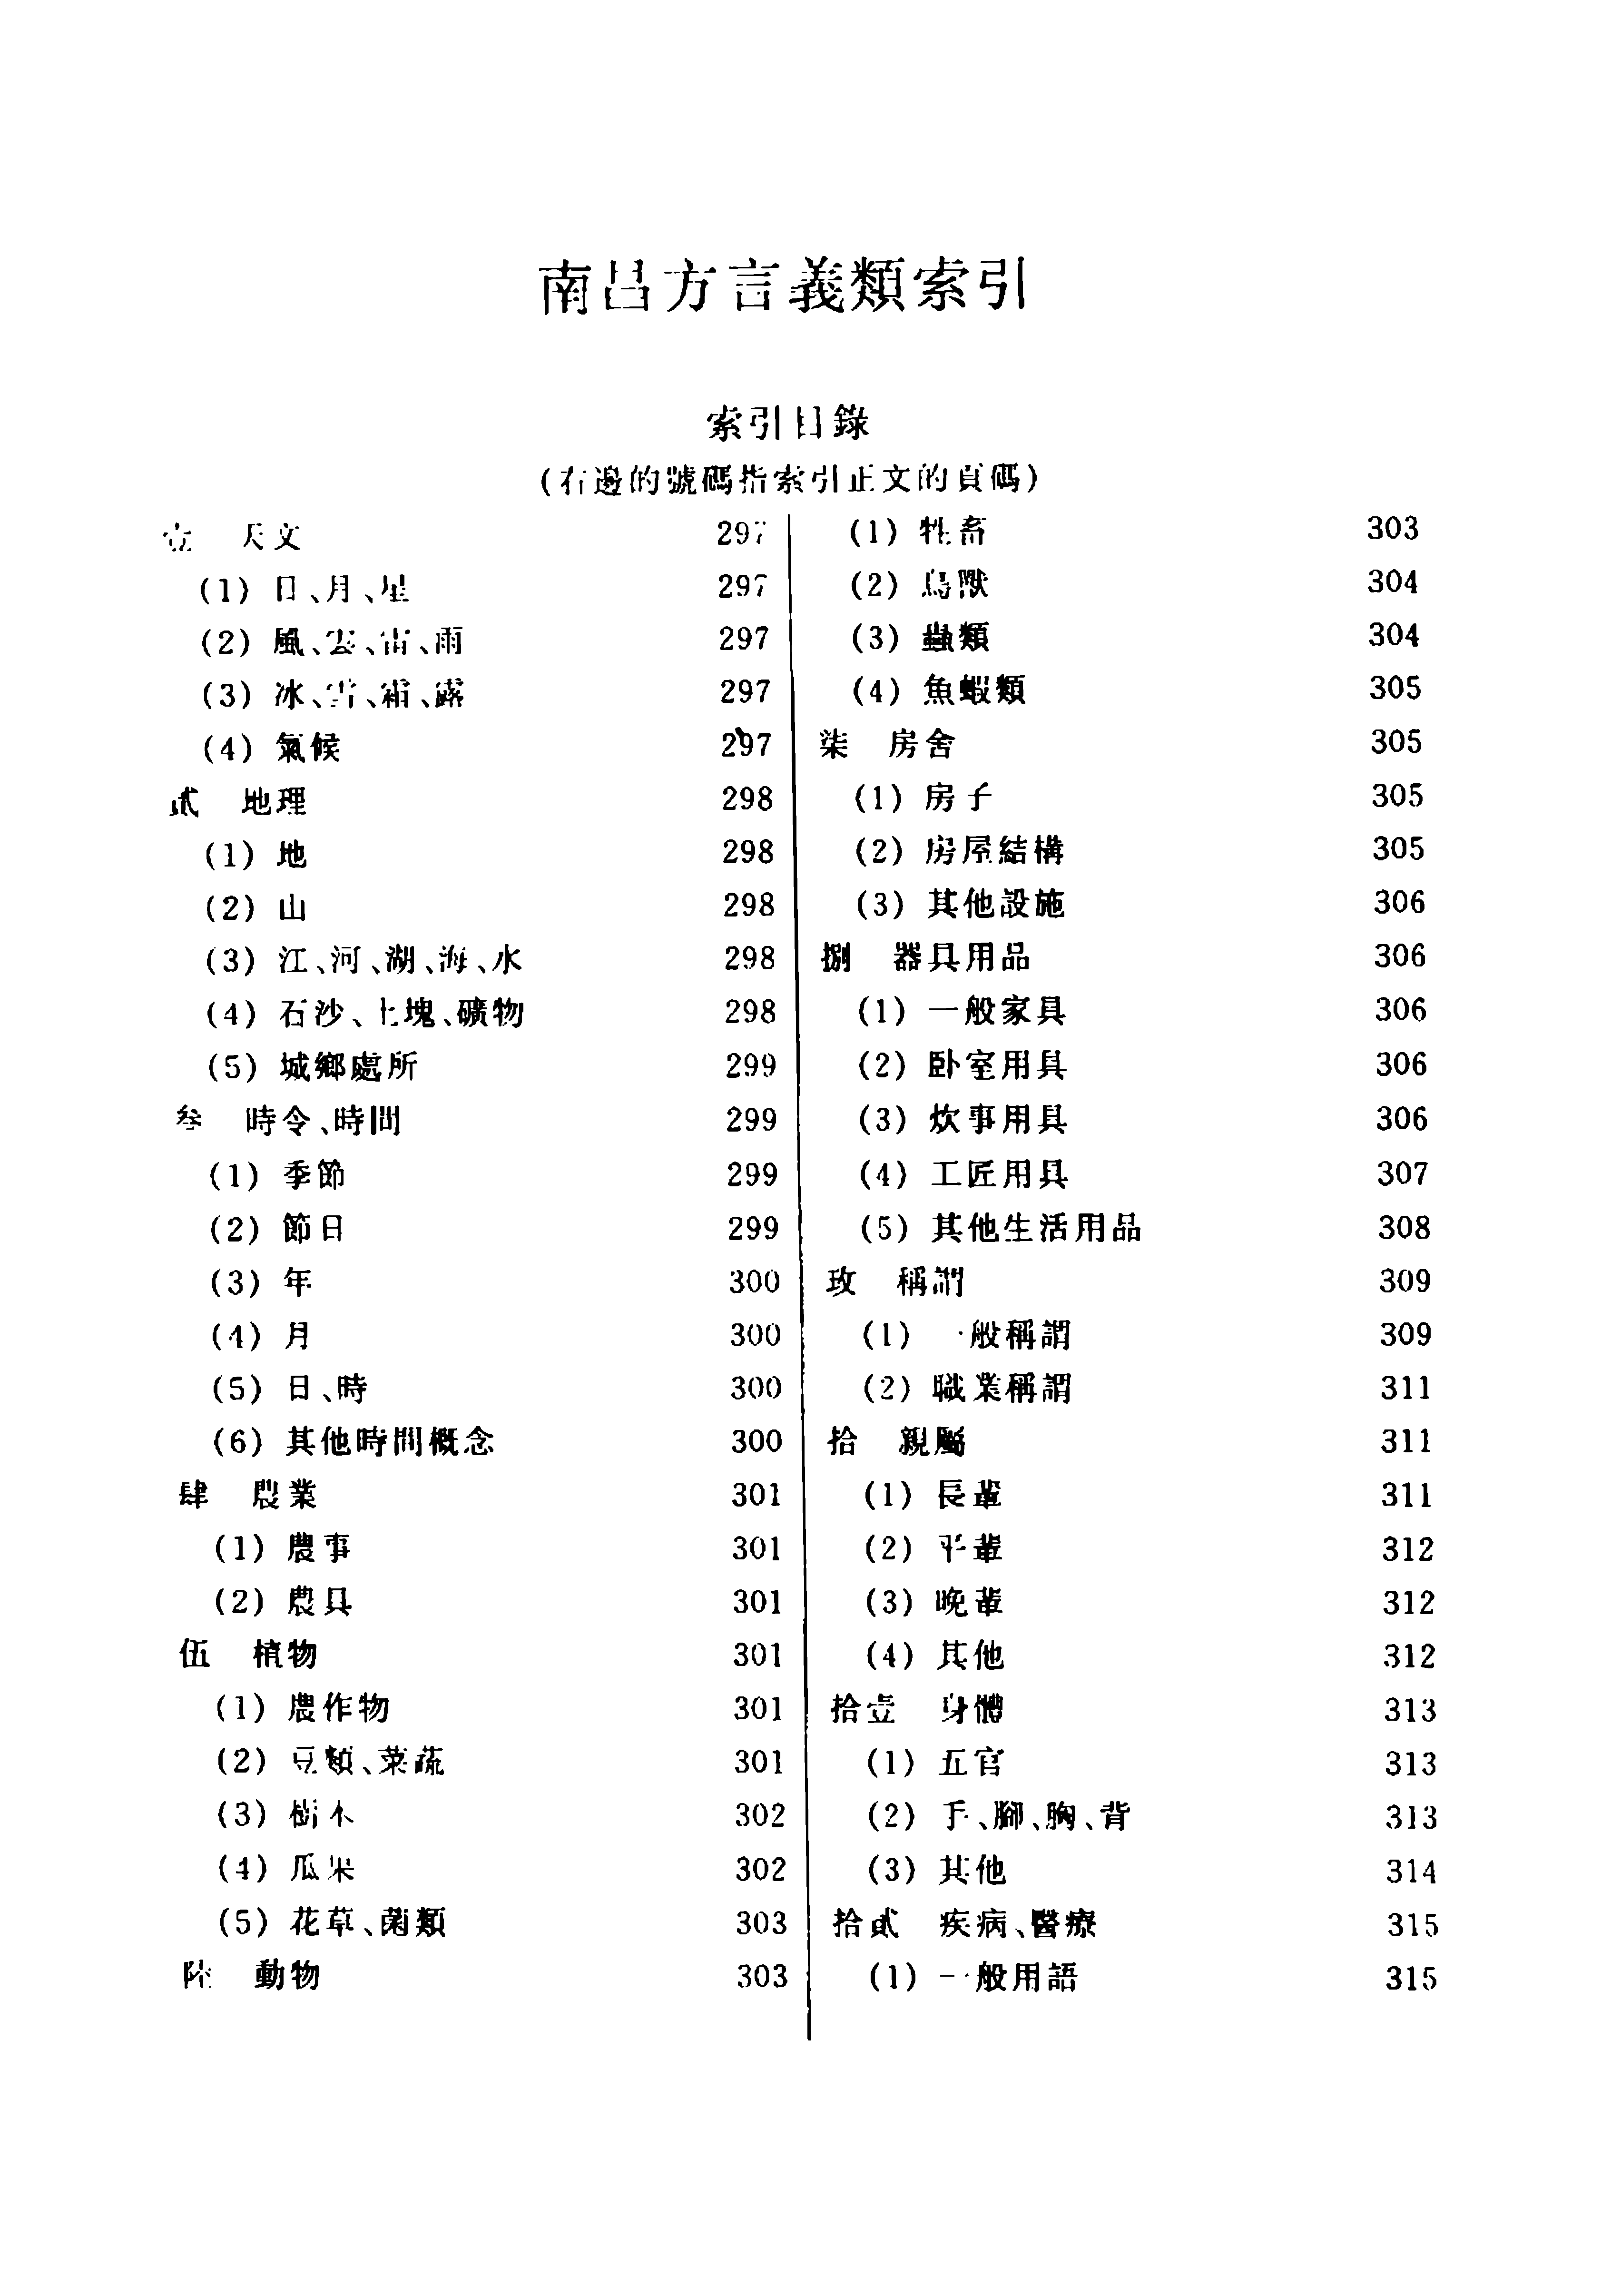 南昌方言義類索引
索引目錄
(右邊的號碼指索引正文的頁碼)
壹 天文 297
(1) 日、月、星 297
(2) 風、雲、雷、雨 297
(3) 冰、雪、霜、露 297
(4) 氣候 297
貳 地理 298
(1) 地 298
(2) 山 298
(3) 江、河、湖、海、水 298
(4) 石沙、土塊、礦物 298
(5) 城鄉處所 299
叁 時令、時間 299
(1) 季節 299
(2) 節日 299
(3) 年 300
(4) 月 300
(5) 日、時 300
(6) 其他時間概念 300
肆 農業 301
(1) 農事 301
(2) 農具 301
伍 植物 301
(1) 農作物 301
(2) 豆類、菜蔬 301
(3) 樹木 302
(4) 瓜果 302
(5) 花草、菌類 303
陸 動物 303
(1) 牲畜 303
(2) 鳥獸 304
(3) 蟲類 304
(4) 魚蝦類 305
柒 房舍 305
(1) 房子 305
(2) 房屋結構 305
(3) 其他設施 306
捌 器具用品 306
(1) 一般家具 306
(2) 卧室用具 306
(3) 炊事用具 306
(4) 工匠用具 307
(5) 其他生活用品 308
玖 稱謂 309
(1) 一般稱謂 309
(2) 職業稱謂 311
拾 親屬 311
(1) 長輩 311
(2) 平輩 312
(3) 晚輩 312
(4) 其他 312
拾壹 身體 313
(1) 五官 313
(2) 手、腳、胸、背 313
(3) 其他 314
拾貳 疾病、醫療 315
(1) 一般用語 315